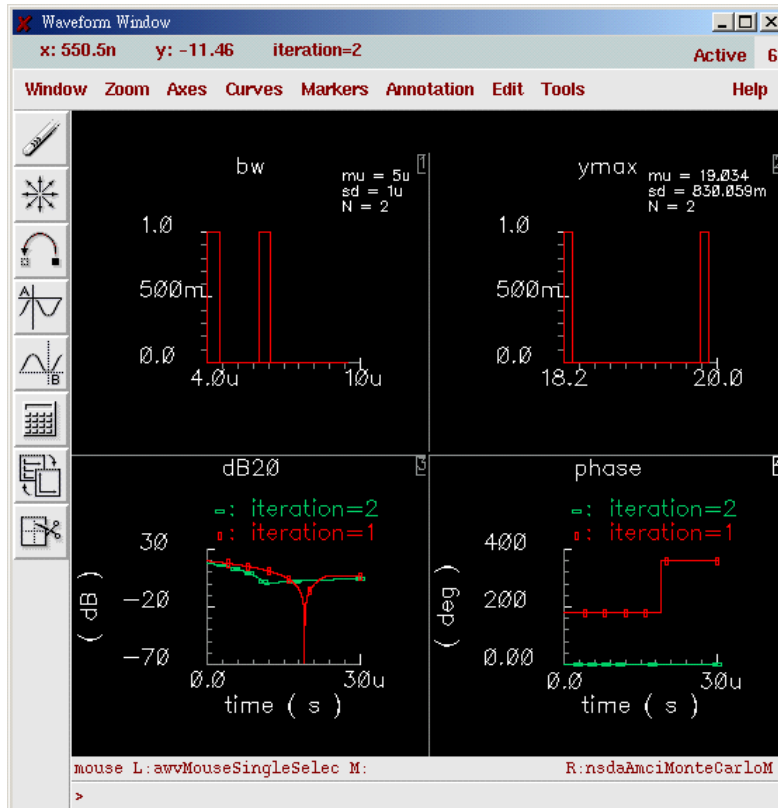 Waveform Window
x: 550.5n y: -11.46 iteration=2
Active 6
Window Zoom Axes Curves Markers Annotation Edit Tools Help
A
B
bw
1
mu = 5u
sd = 1u
N = 2
1.0
500m
0.0
4.0u 10u
ymax
2
mu = 19.034
sd = 830.059m
N = 2
1.0
500m
0.0
18.2 20.0
dB20
3
: iteration=2
: iteration=1
30
-20
-70
( dB )
0.0 30u
time ( s )
phase
: iteration=2
: iteration=1
400
200
0.00
( deg )
0.0 30u
time ( s )
mouse L:awvMouseSingleSelec M: R:nsdaAmciMonteCarloM
>